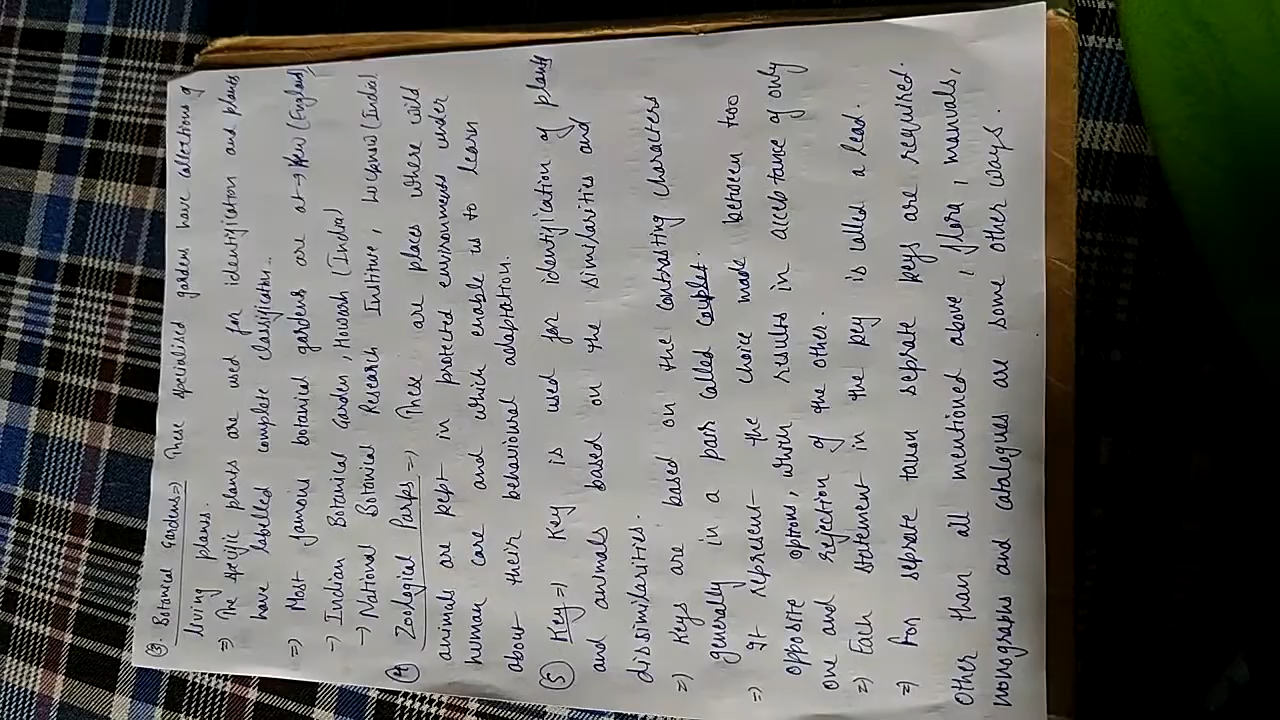 (3). Botanical Gardens => These specialised gardens have collections of
living plants.
=> The specific plants are used for identification and plants
have labelled complete classification..
=> Most famous botanical gardens are at → Kew (England)
→ Indian Botanical Garden, Howrah (India)
→ National Botanical Research Institute, Lucknow (India)
(4) Zoological Parks => These are places where wild
animals are kept in protected environments under
human care and which enable us to learn
about their behavioural adaptation.
(5) Key => Key is used for identification of plants
and animals based on the similarities and
dissimilarities.
=> Keys are based on the contrasting characters
generally in a pair called couplet.
=> It represent the choice made between two
opposite options, when results in acceptance of only
one and rejection of the other.
=> Each statement in the key is called a lead.
=> For seprate taxon seprate keys are required.
Other than all mentioned above, flora, manuals,
monographs and catalogues are some other ways.